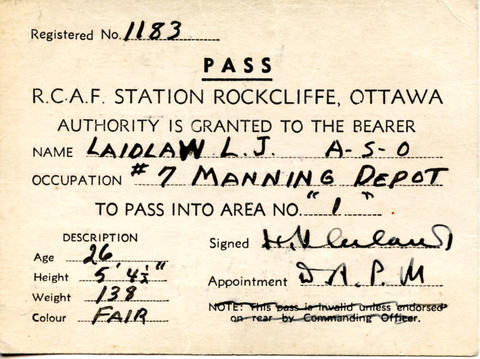 Registered No. 1183
PASS
R.C.A.F. STATION ROCKCLIFFE, OTTAWA
AUTHORITY IS GRANTED TO THE BEARER
NAME LAIDLAW L.J. A-S-O
OCCUPATION #7 MANNING DEPOT
TO PASS INTO AREA NO. "1"
DESCRIPTION
Age 26
Height 5' 4½"
Weight 138
Colour FAIR
Signed
Appointment D.A.P.M
NOTE: This pass is invalid unless endorsed
on rear by Commanding Officer.